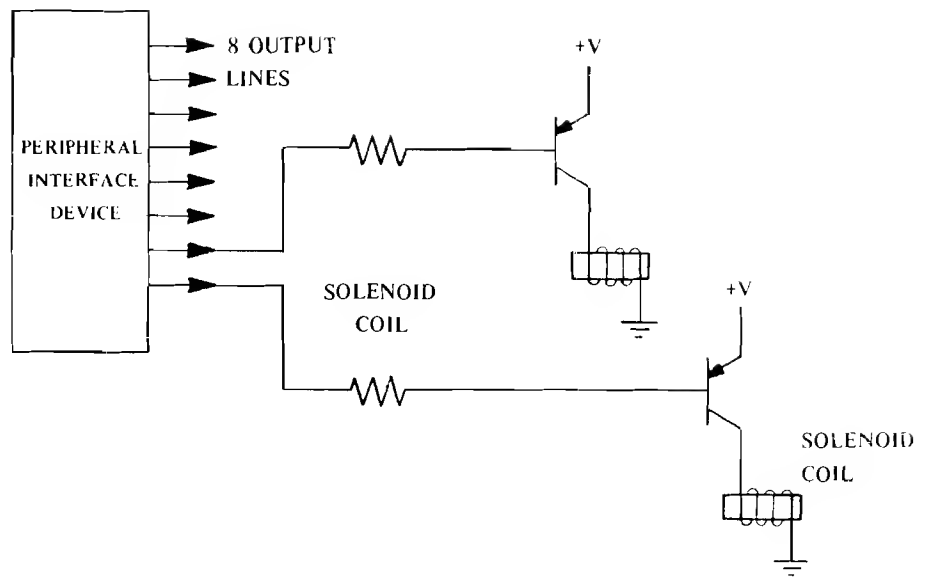 8 OUTPUT
LINES
PERIPHERAL
INTERFACE
DEVICE
+V
SOLENOID
COIL
+V
SOLENOID
COIL